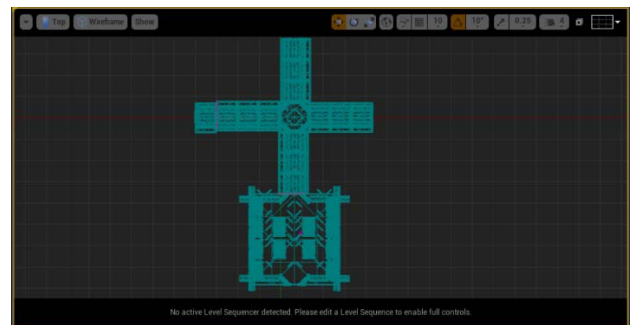 Top Wireframe Show 10 10° 0.25 4
No active Level Sequencer detected. Please edit a Level Sequence to enable full controls.